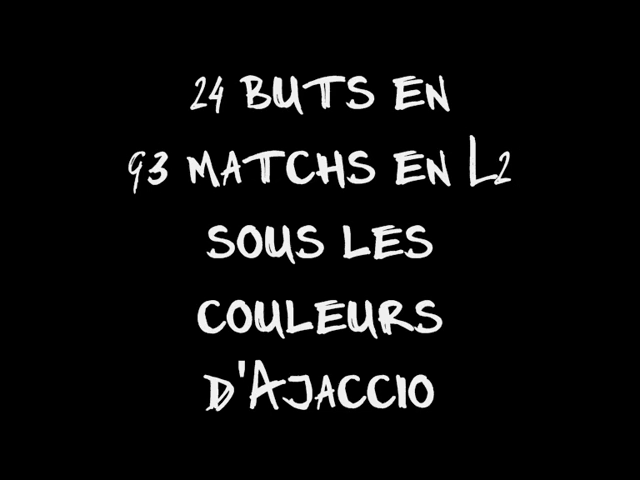 24 BUTS EN
93 MATCHS EN L2
SOUS LES
COULEURS
D'AJACCIO